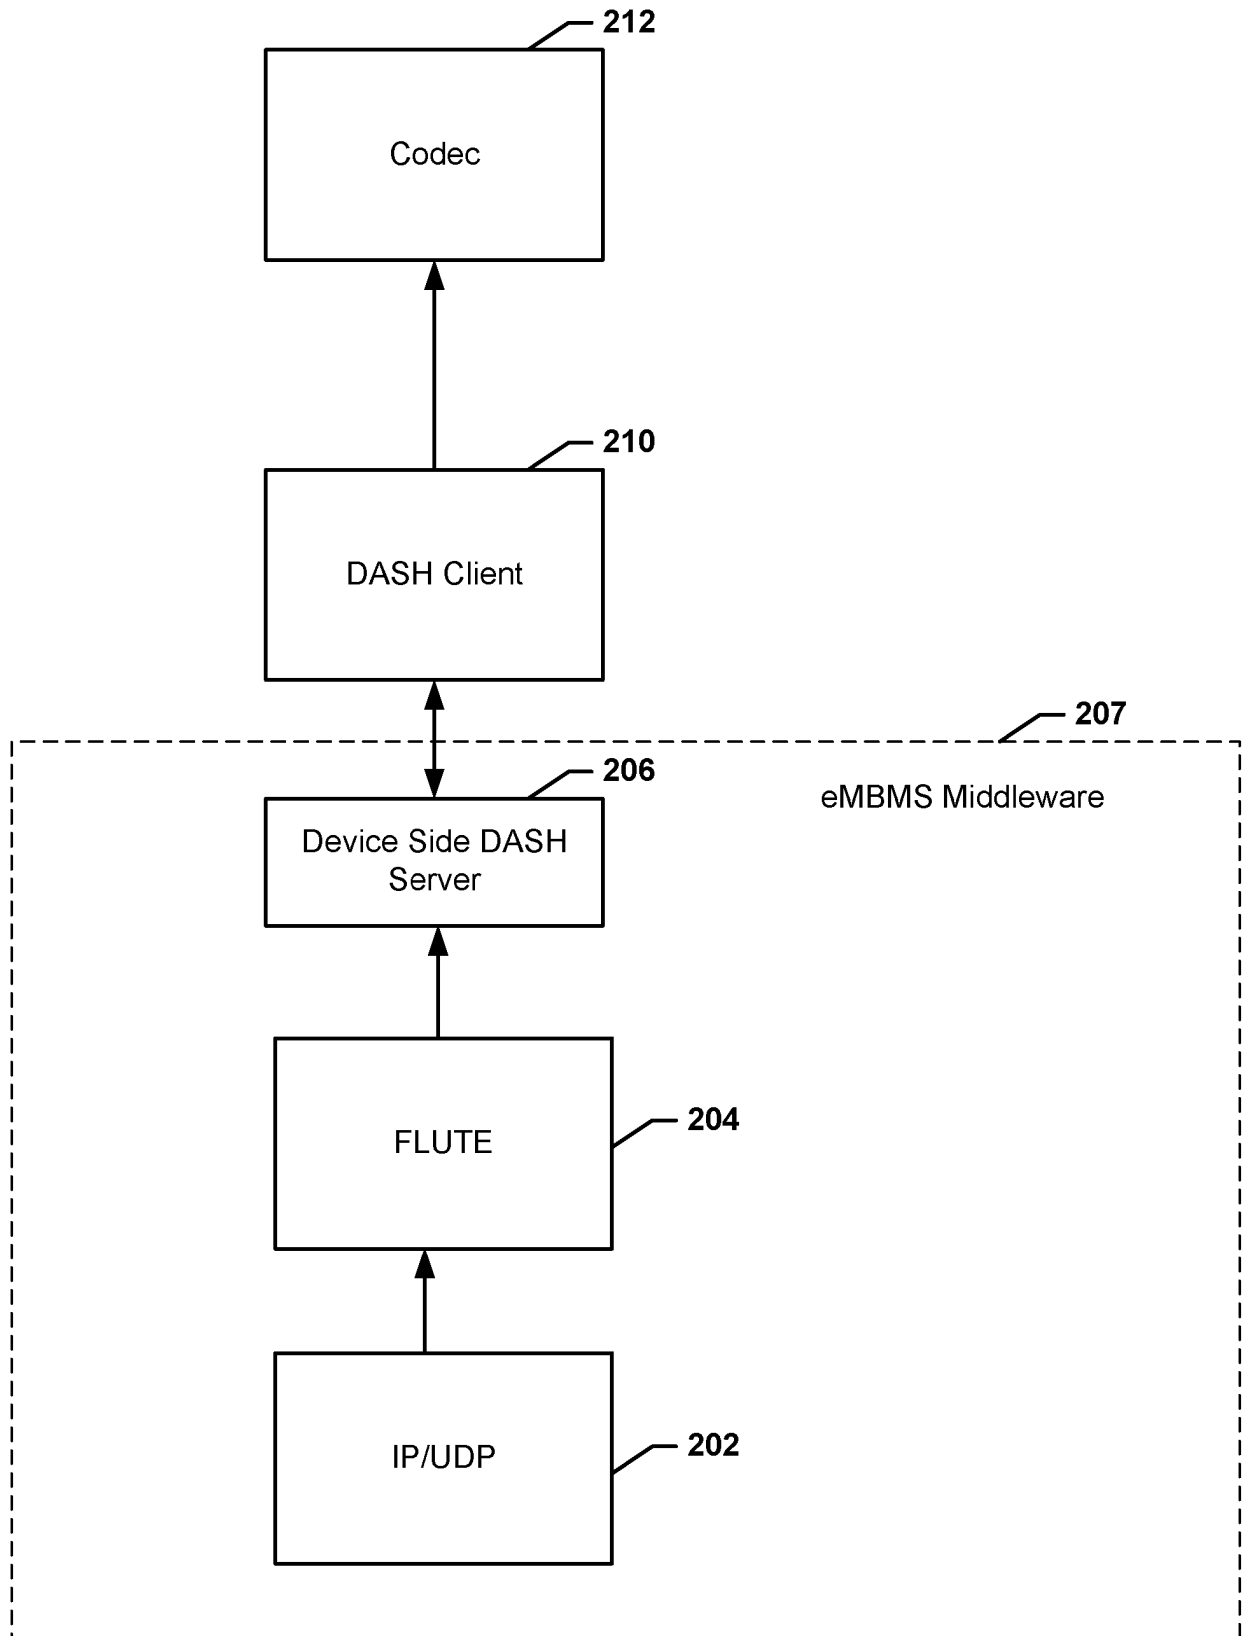 212
Codec
210
DASH Client
207
206
eMBMS Middleware
Device Side DASH
Server
204
FLUTE
202
IP/UDP